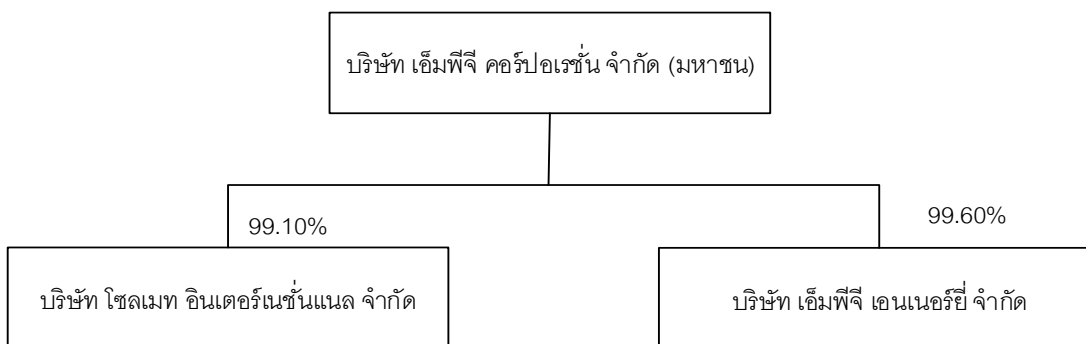 บริษัท เอ็มพีจี คอร์ปอเรชั่น จำกัด (มหาชน)
99.10%
99.60%
บริษัท โซลเมท อินเตอร์เนชั่นแนล จำกัด
บริษัท เอ็มพีจี เอนเนอร์ยี่ จำกัด